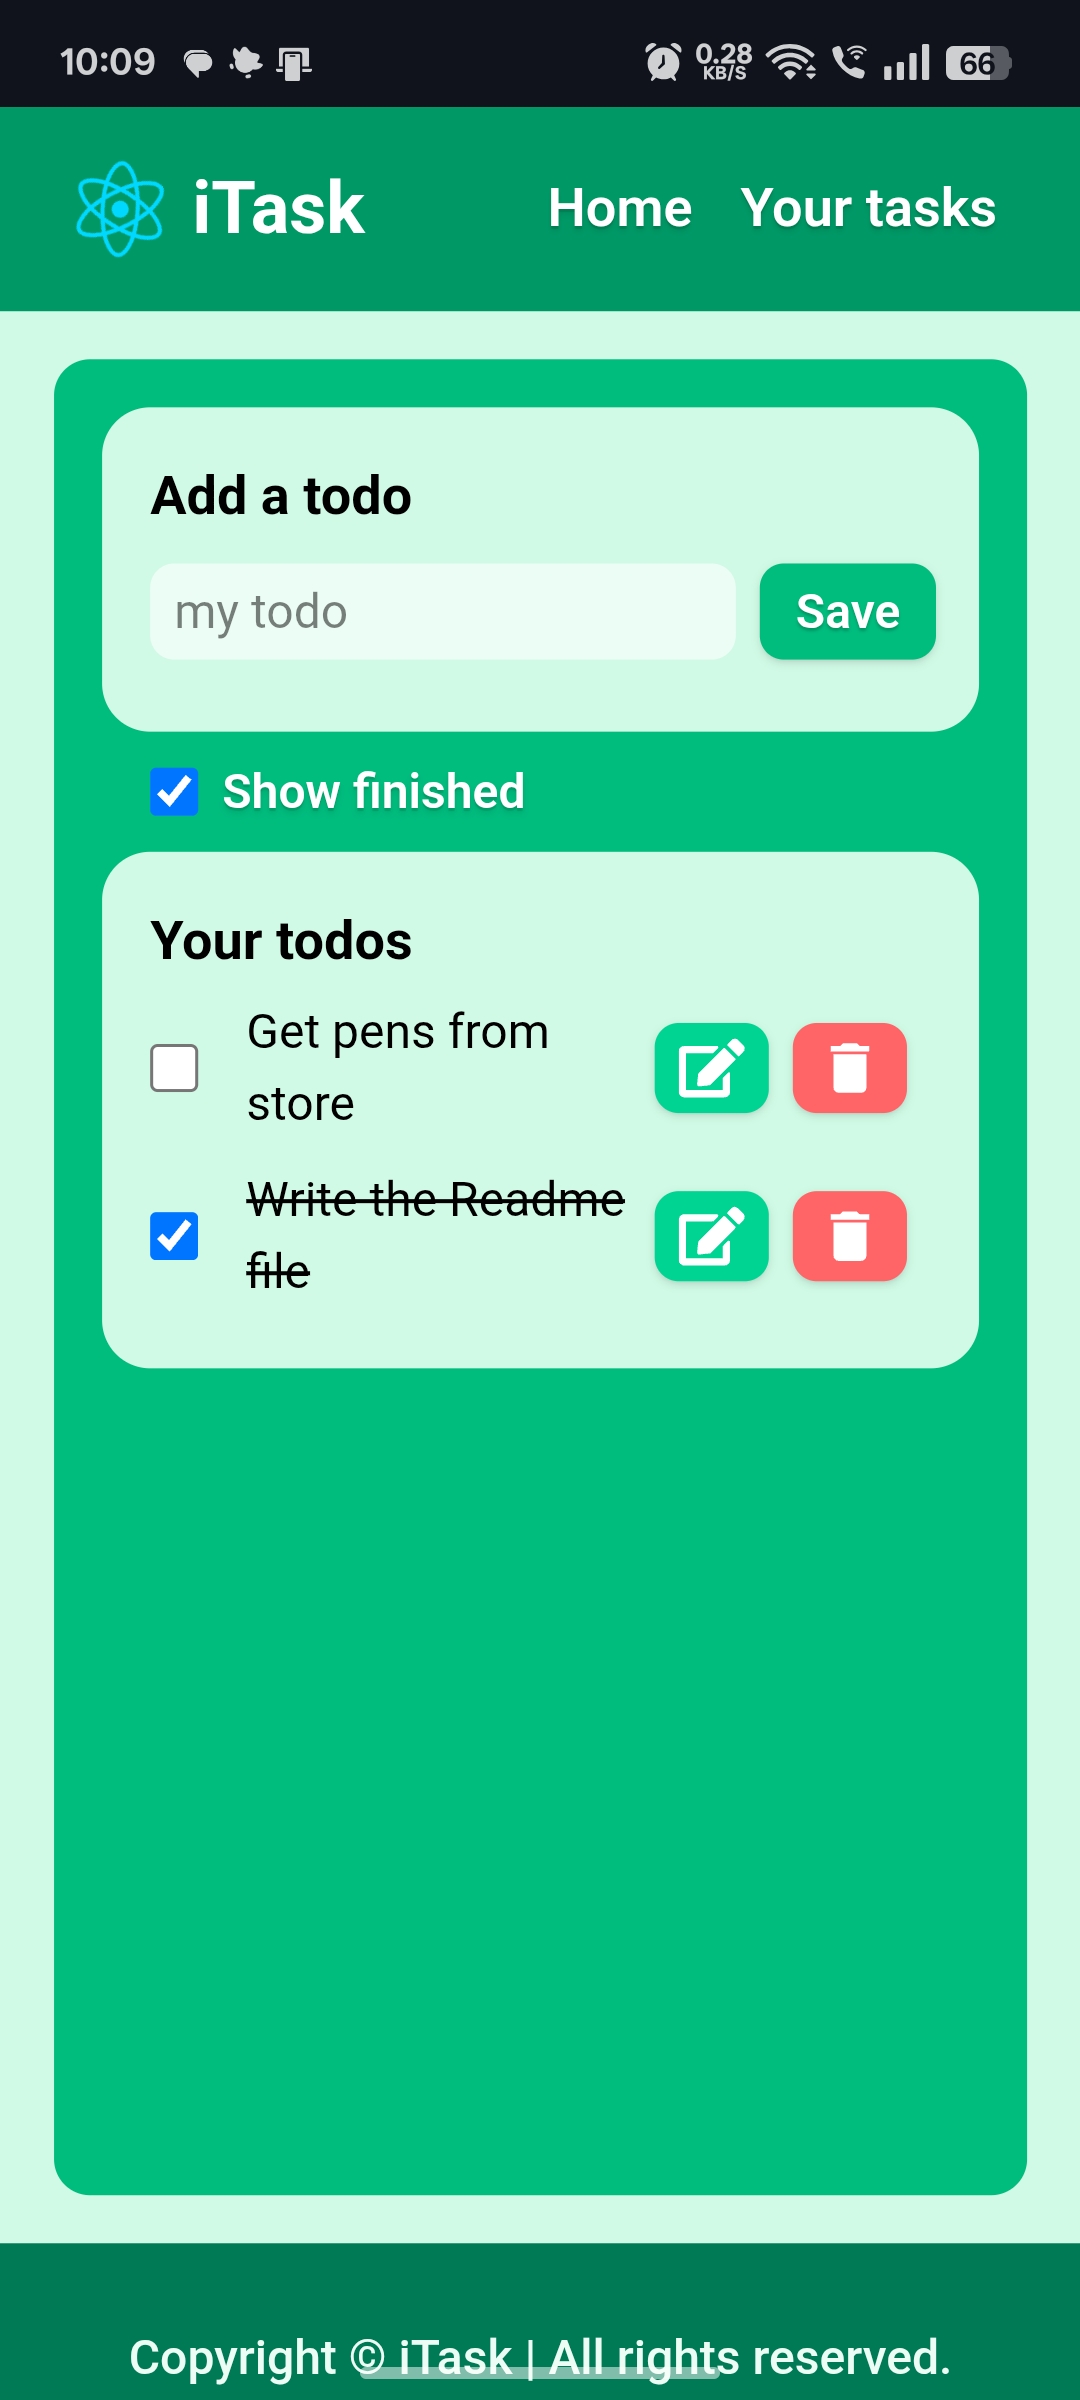 10:09 0.28 KB/S 66
iTask Home Your tasks
Add a todo
my todo Save
Show finished
Your todos
Get pens from
store
Write the Readme
file
Copyright © iTask | All rights reserved.